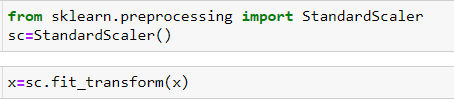 from sklearn.preprocessing import StandardScaler
sc=StandardScaler()
x=sc.fit_transform(x)